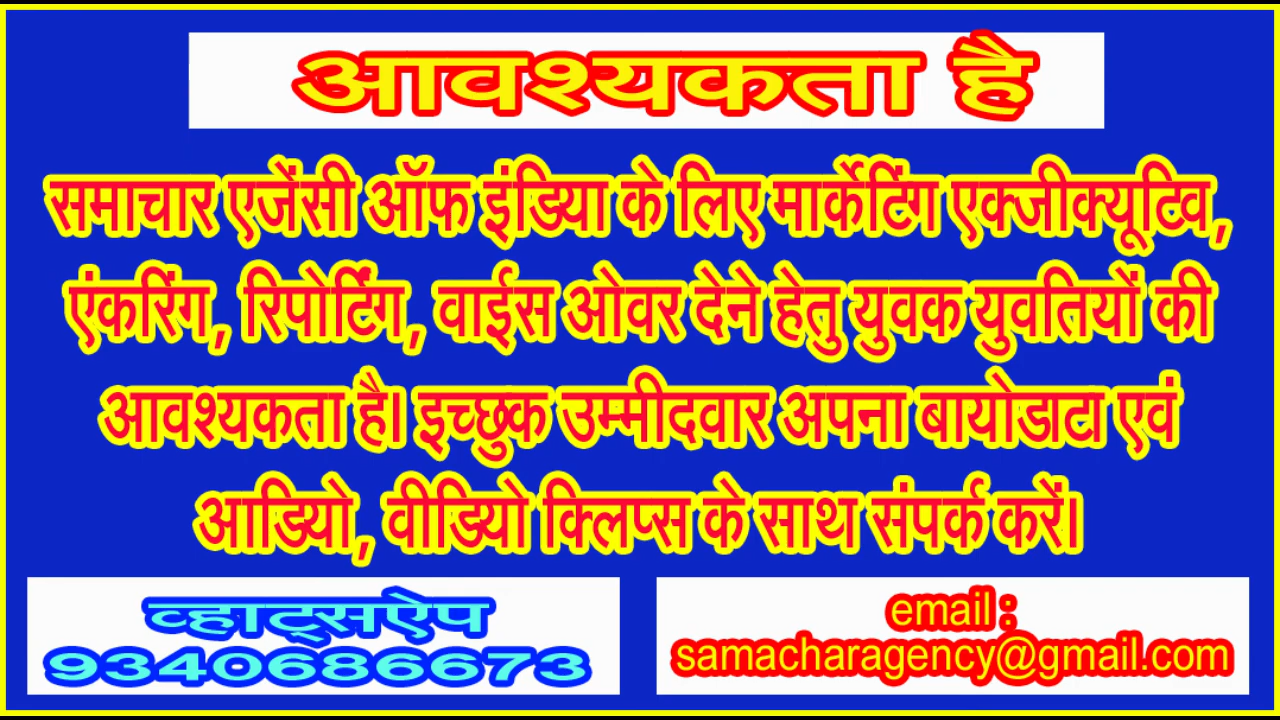 आवश्यकता है
समाचार एजेंसी ऑफ इंडिया के लिए मार्केटिंग एक्जीक्यूटिव,
एंकरिंग, रिपोर्टिंग, वाईस ओवर देने हेतु युवक युवतियों की
आवश्यकता है। इच्छुक उम्मीदवार अपना बायोडाटा एवं
आडियो, वीडियो क्लिप्स के साथ संपर्क करें।
व्हाट्सऐप
9340686673
email :
samacharagency@gmail.com